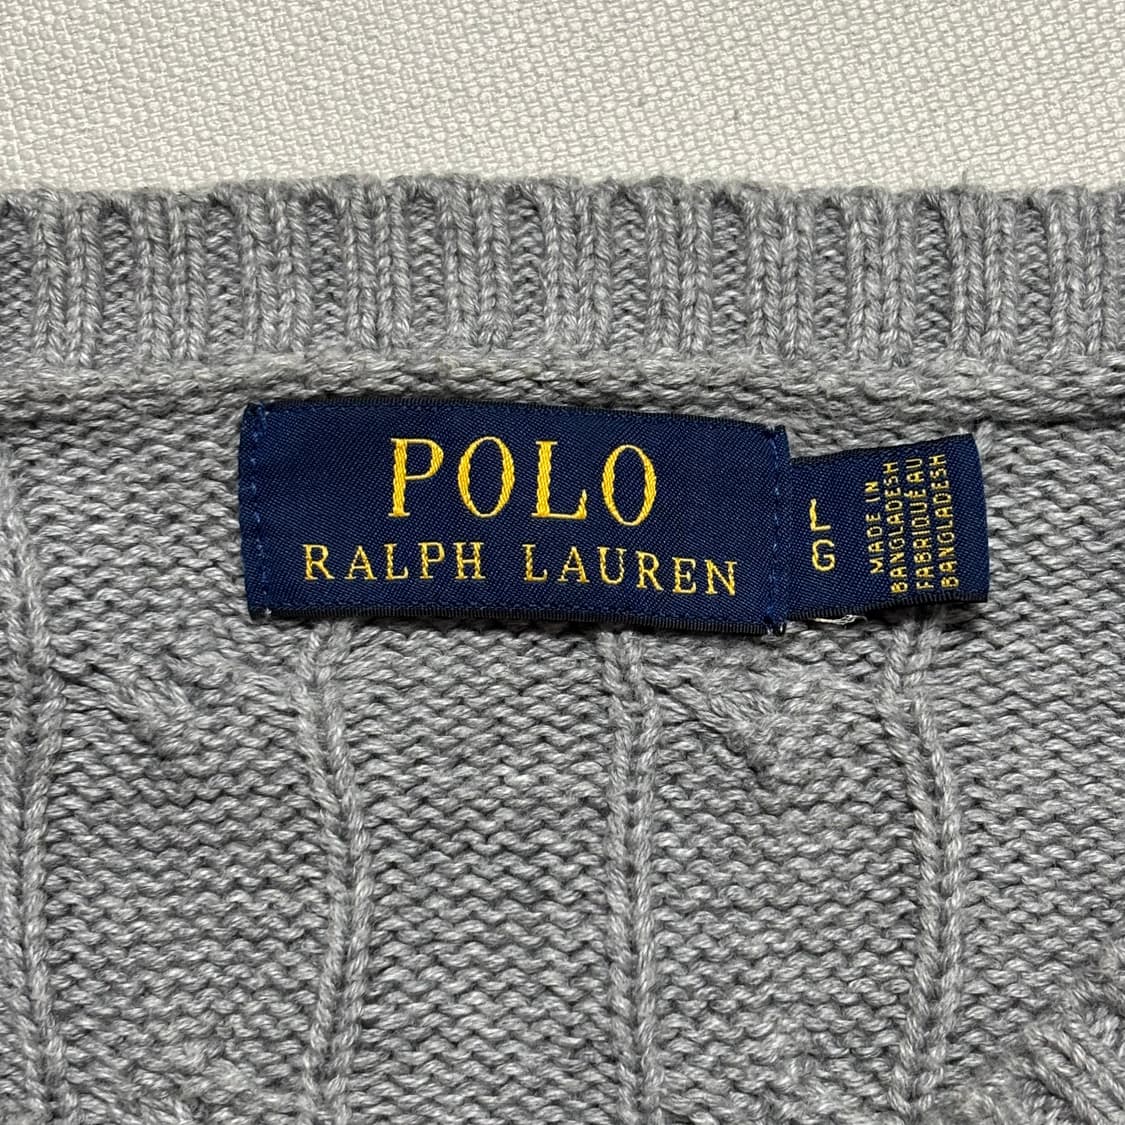 POLO
RALPH LAUREN
L
G
MADE IN
BANGLADESH
FABRIQUÉ AU
BANGLADESH